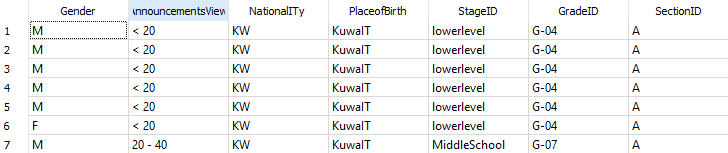 Gender nnouncementsView NationalITy PlaceofBirth StageID GradeID SectionID
1 M < 20 KW KuwaIT lowerlevel G-04 A
2 M < 20 KW KuwaIT lowerlevel G-04 A
3 M < 20 KW KuwaIT lowerlevel G-04 A
4 M < 20 KW KuwaIT lowerlevel G-04 A
5 M < 20 KW KuwaIT lowerlevel G-04 A
6 F < 20 KW KuwaIT lowerlevel G-04 A
7 M 20 - 40 KW KuwaIT MiddleSchool G-07 A